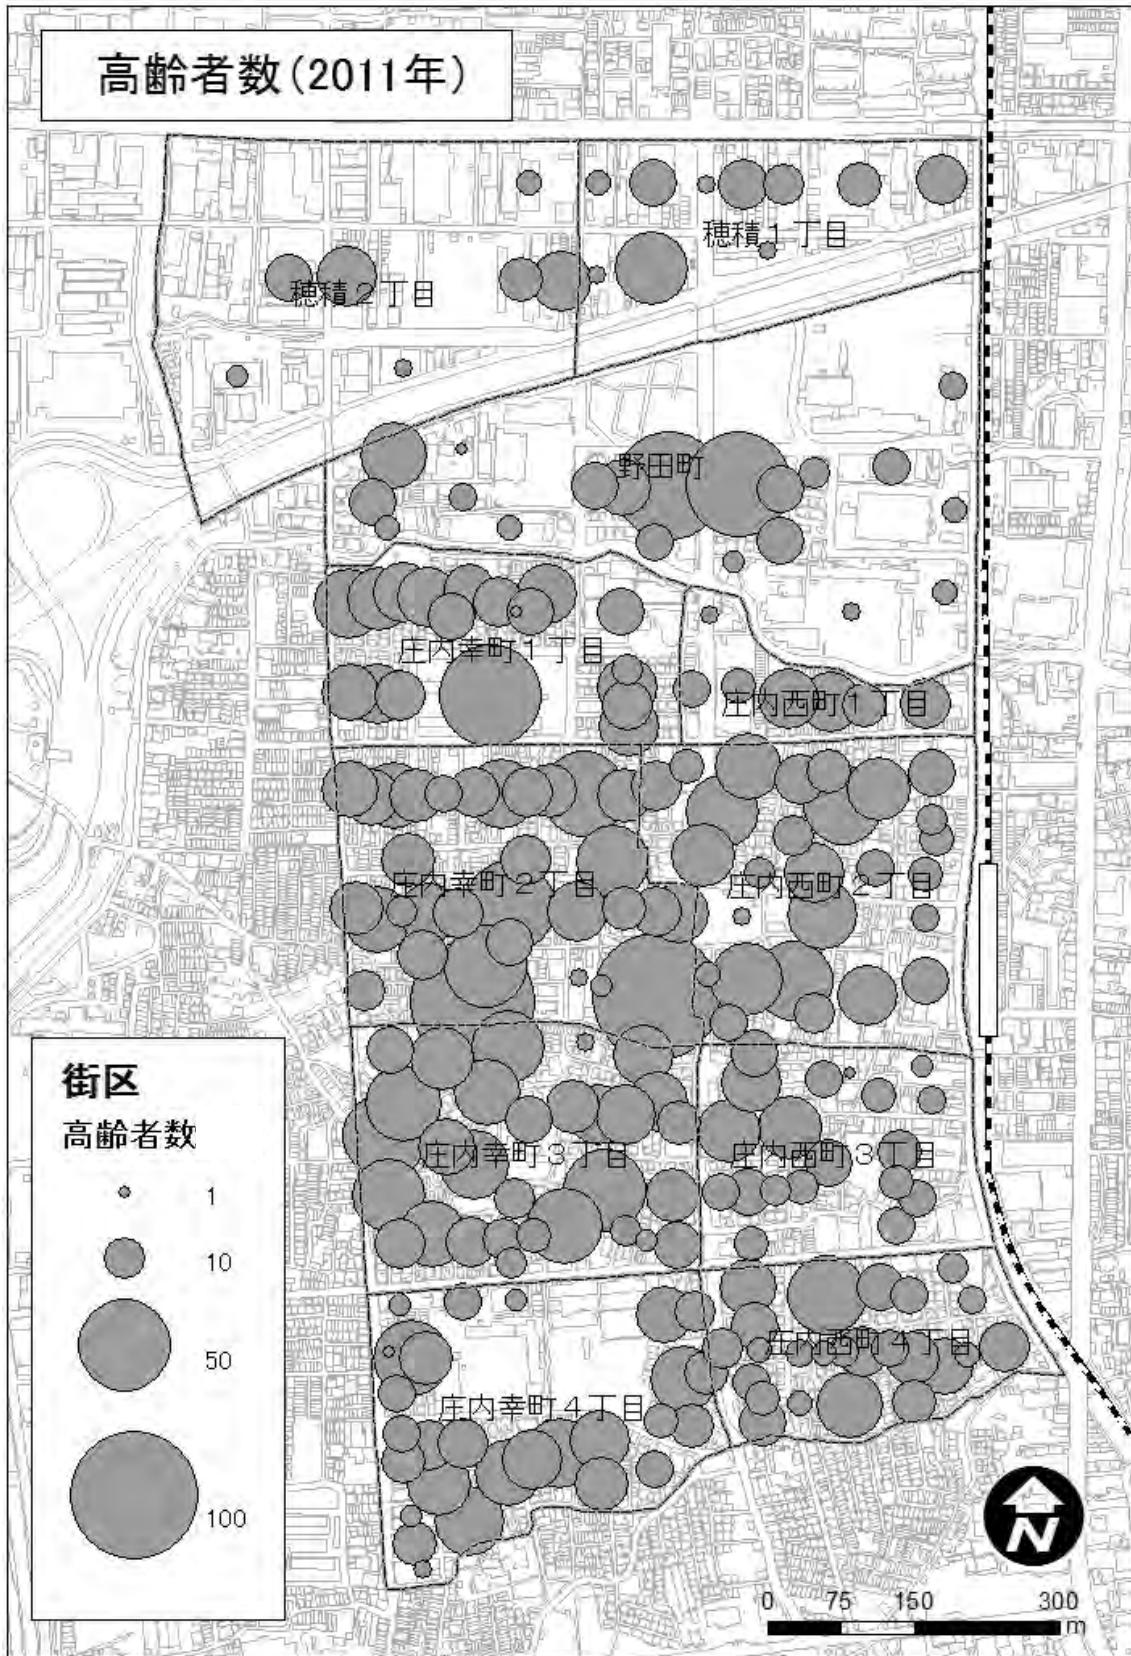 高齢者数(2011年)
穂積1丁目
穂積2丁目
野田町
庄内幸町1丁目
庄内西町1丁目
庄内幸町2丁目
庄内西町2丁目
庄内幸町3丁目
庄内西町3丁目
庄内西町4丁目
庄内幸町4丁目
街区
高齢者数
1
10
50
100
N
0 75 150 300
m